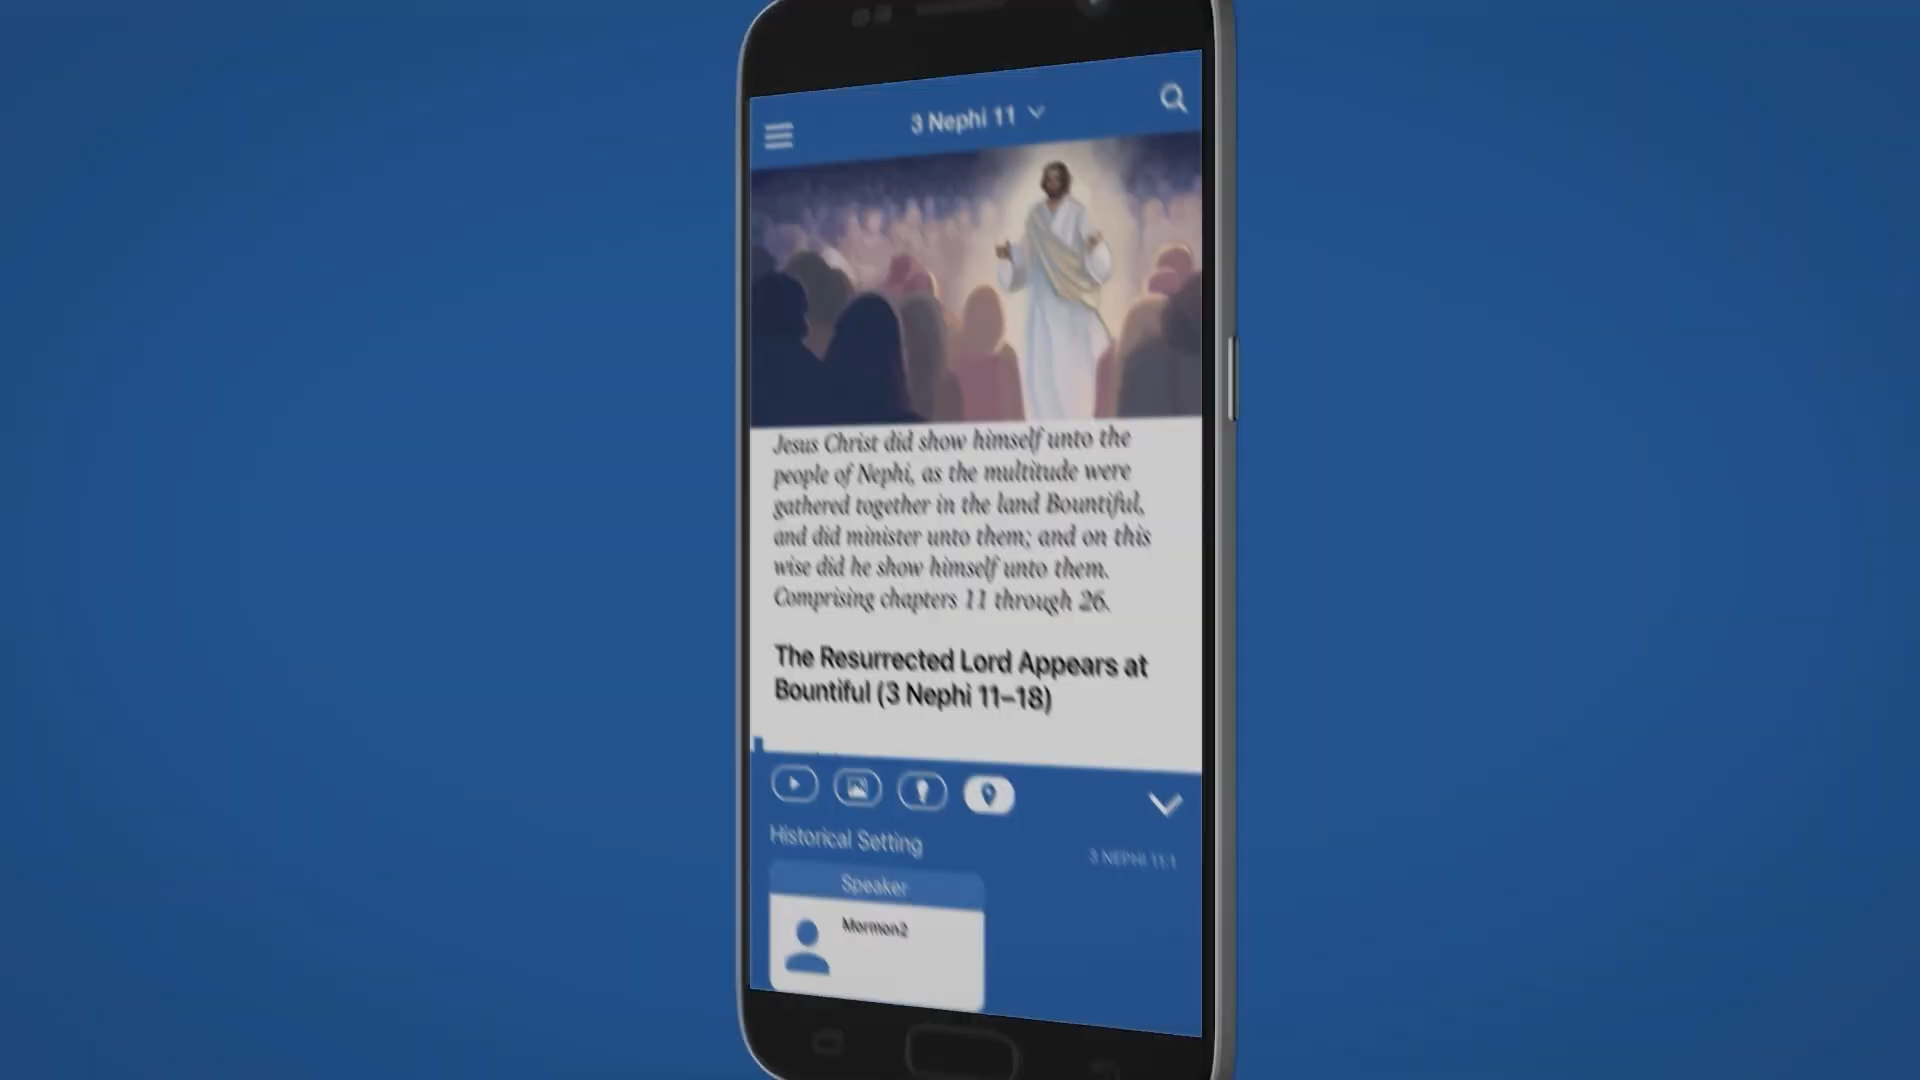 3 Nephi 11
Jesus Christ did show himself unto the
people of Nephi, as the multitude were
gathered together in the land Bountiful,
and did minister unto them; and on this
wise did he show himself unto them.
Comprising chapters 11 through 26.
The Resurrected Lord Appears at
Bountiful (3 Nephi 11–18)
Historical Setting
3 NEPHI 11:1
Speaker
Mormon2